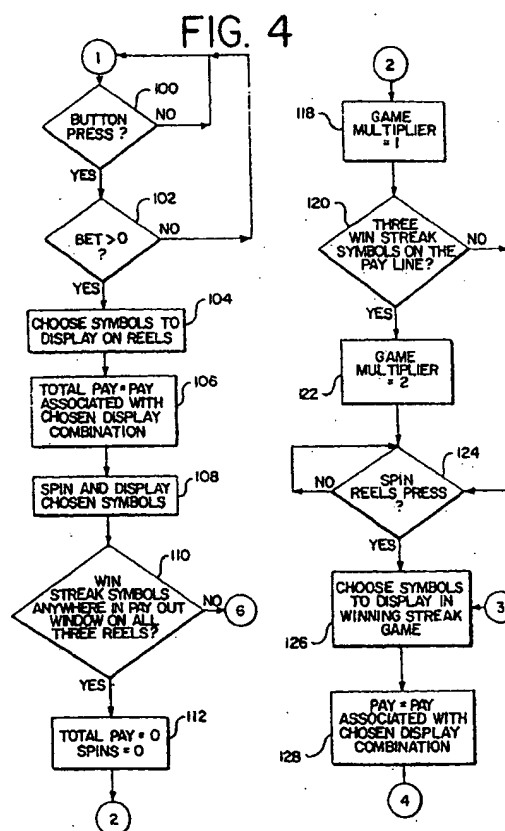 FIG. 4
1
100
BUTTON
PRESS ?
NO
YES
102
BET > 0
?
NO
YES
104
CHOOSE SYMBOLS TO
DISPLAY ON REELS
106
TOTAL PAY = PAY
ASSOCIATED WITH
CHOSEN DISPLAY
COMBINATION
108
SPIN AND DISPLAY
CHOSEN SYMBOLS
110
WIN
STREAK SYMBOLS
ANYWHERE IN PAY OUT
WINDOW ON ALL
THREE REELS?
NO
6
YES
112
TOTAL PAY = 0
SPINS = 0
2
2
118
GAME
MULTIPLIER
= 1
120
THREE
WIN STREAK
SYMBOLS ON THE
PAY LINE?
NO
YES
GAME
MULTIPLIER
= 2
122
124
SPIN
REELS PRESS
?
NO
YES
CHOOSE SYMBOLS
TO DISPLAY IN
WINNING STREAK
GAME
3
126
PAY = PAY
ASSOCIATED WITH
CHOSEN DISPLAY
COMBINATION
128
4